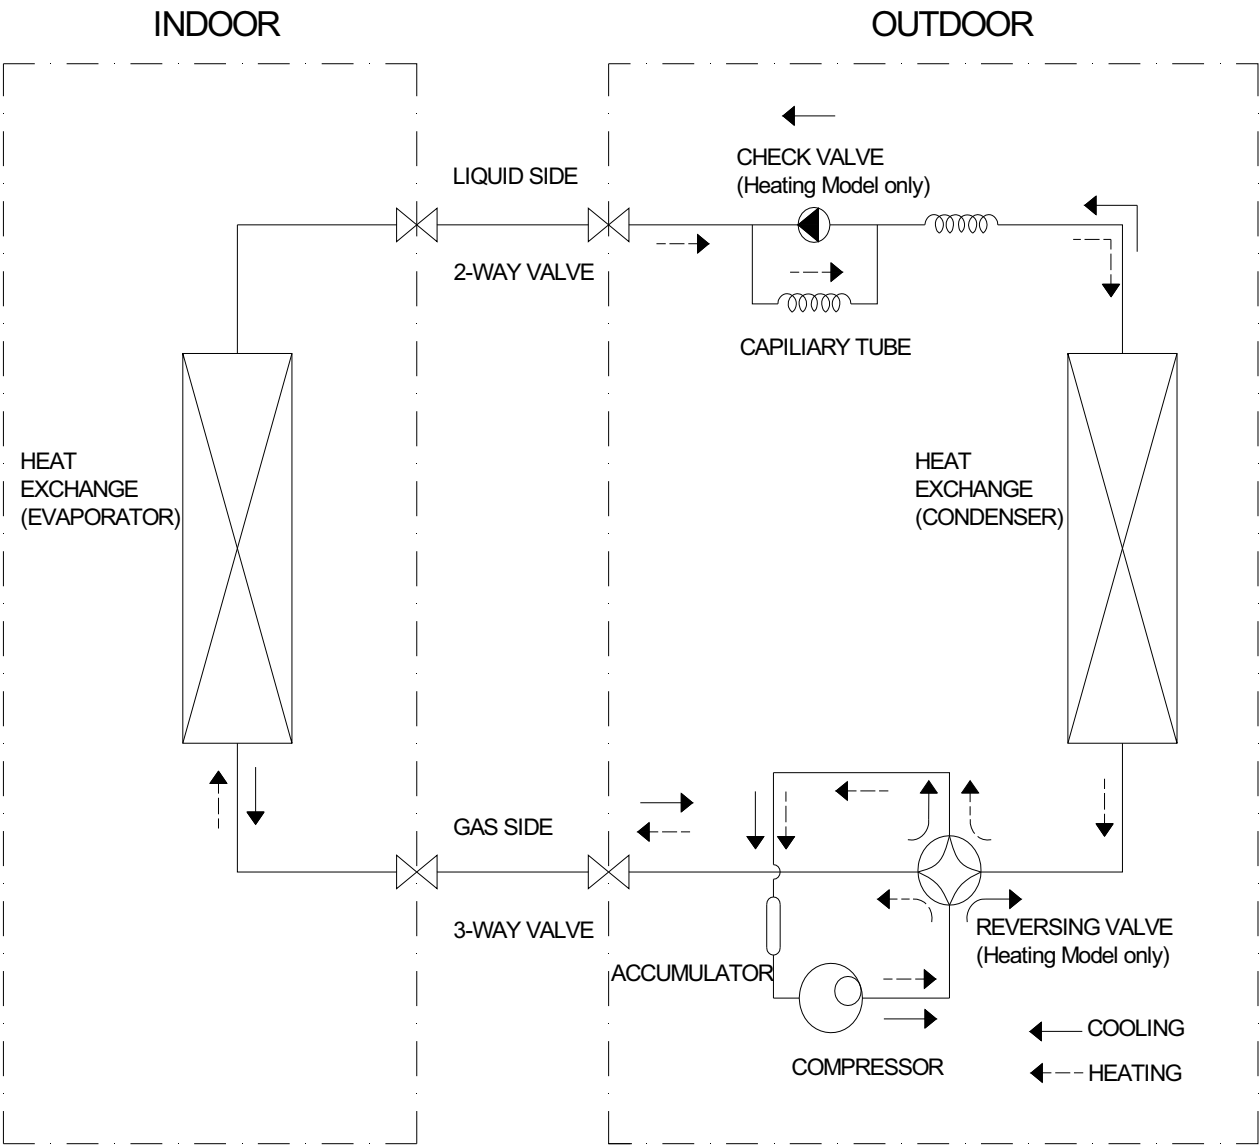 INDOOR
OUTDOOR
LIQUID SIDE
2-WAY VALVE
CHECK VALVE
(Heating Model only)
CAPILIARY TUBE
HEAT
EXCHANGE
(EVAPORATOR)
HEAT
EXCHANGE
(CONDENSER)
GAS SIDE
3-WAY VALVE
REVERSING VALVE
(Heating Model only)
ACCUMULATOR
COMPRESSOR
COOLING
HEATING